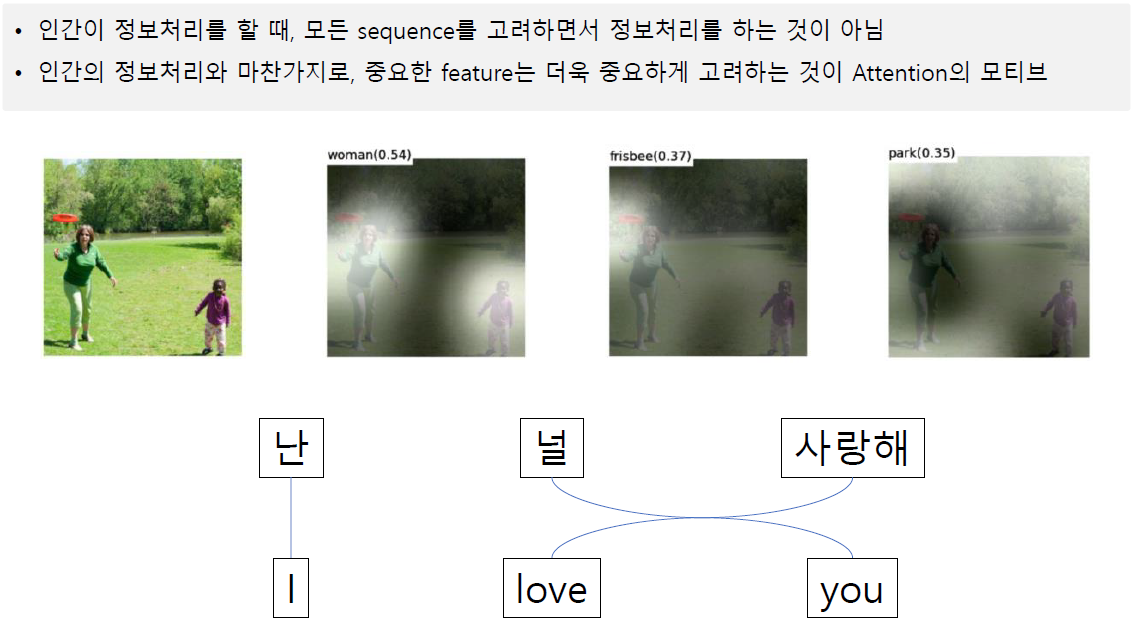 • 인간이 정보처리를 할 때, 모든 sequence를 고려하면서 정보처리를 하는 것이 아님
• 인간의 정보처리와 마찬가지로, 중요한 feature는 더욱 중요하게 고려하는 것이 Attention의 모티브
woman(0.54)
frisbee(0.37)
park(0.35)
난 널 사랑해
I love you